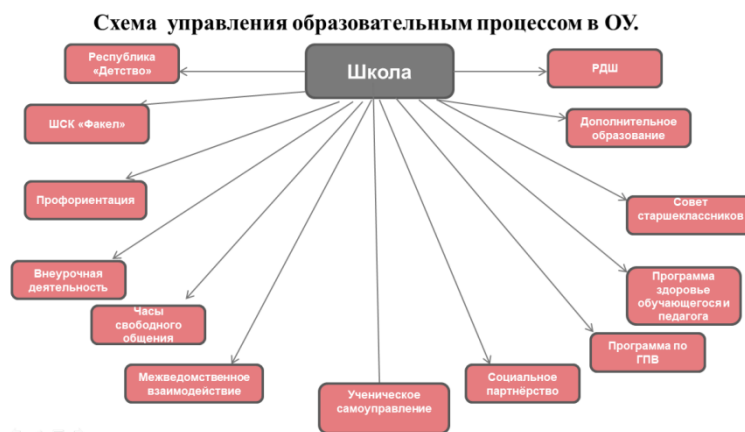 Схема управления образовательным процессом в ОУ.
Республика
«Детство»
Школа
РДШ
ШСК «Факел»
Дополнительное
образование
Профориентация
Совет
старшеклассников
Внеурочная
деятельность
Программа
здоровье
обучающегося и
педагога
Часы
свободного
общения
Программа по
ГПВ
Межведомственное
взаимодействие
Ученическое
самоуправление
Социальное
партнёрство